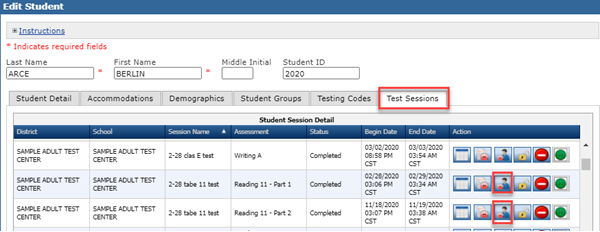 Edit Student
Instructions
* Indicates required fields
Last Name First Name Middle Initial Student ID
ARCE * BERLIN * 2020
Student Detail Accommodations Demographics Student Groups Testing Codes Test Sessions
Student Session Detail
District School Session Name Assessment Status Begin Date End Date Action
SAMPLE ADULT TEST CENTER SAMPLE ADULT TEST CENTER 2-28 clas E test Writing A Completed 03/02/2020 08:58 PM CST 03/03/2020 03:54 AM CST
SAMPLE ADULT TEST CENTER SAMPLE ADULT TEST CENTER 2-28 tabe 11 test Reading 11 - Part 1 Completed 02/28/2020 03:06 PM CST 02/29/2020 03:34 AM CST
SAMPLE ADULT TEST CENTER SAMPLE ADULT TEST CENTER 2-28 tabe 11 test Reading 11 - Part 2 Completed 11/18/2020 03:07 PM CST 11/19/2020 03:38 AM CST